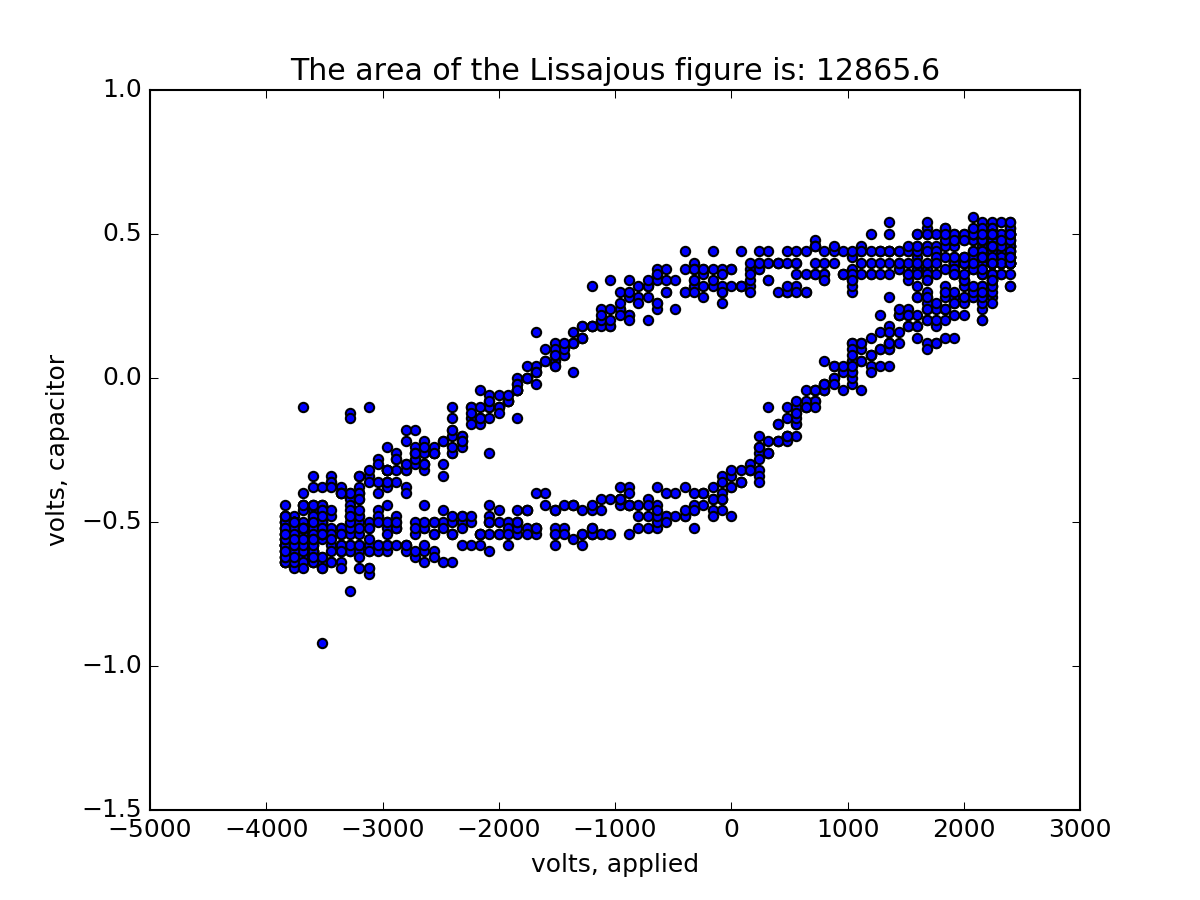 The area of the Lissajous figure is: 12865.6
1.0
0.5
0.0
−0.5
−1.0
−1.5
volts, capacitor
−5000 −4000 −3000 −2000 −1000 0 1000 2000 3000
volts, applied